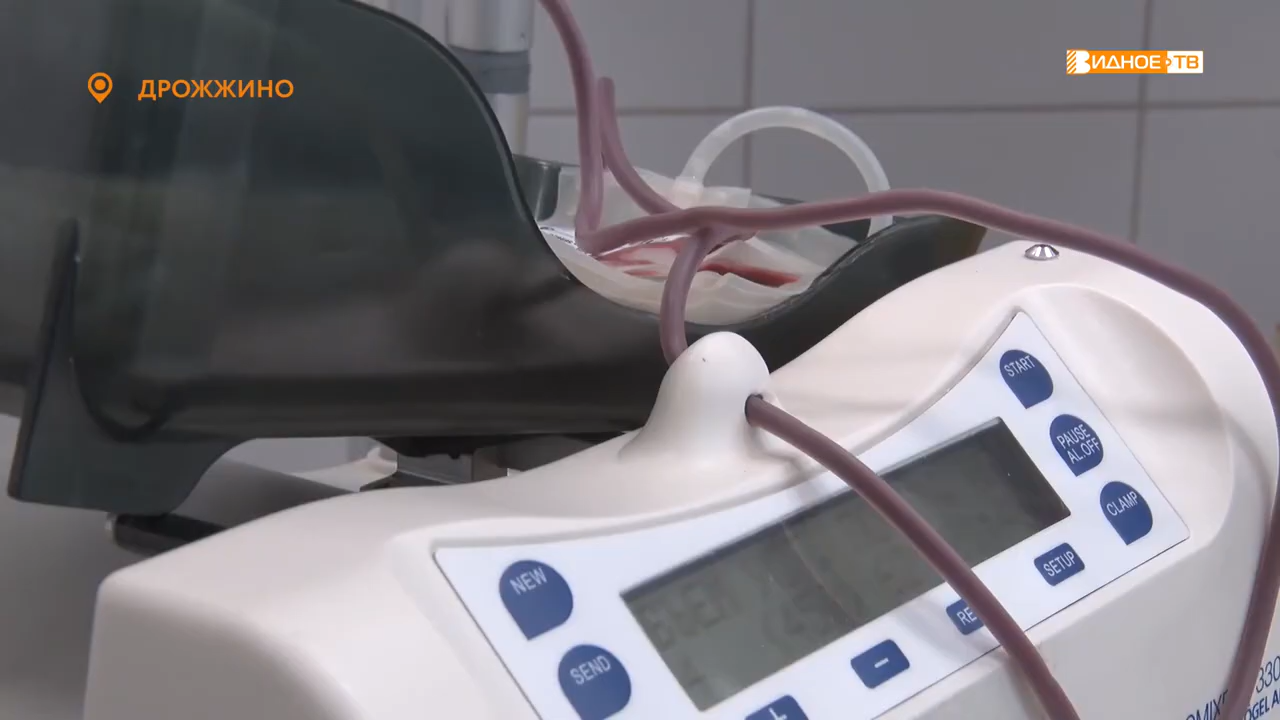 ДРОЖЖИНО
ВИДНОЕ ТВ
START
PAUSE
AL.OFF
CLAMP
SETUP
NEW
SEND